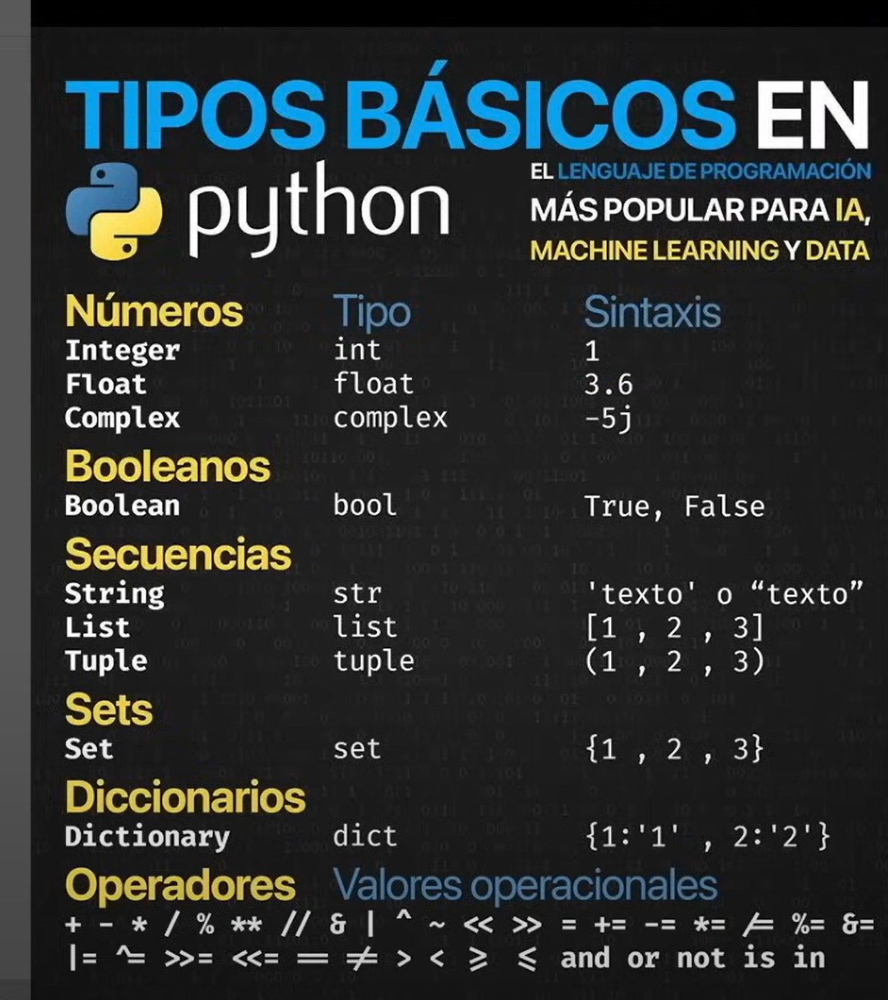 TIPOS BÁSICOS EN
python
EL LENGUAJE DE PROGRAMACIÓN
MÁS POPULAR PARA IA,
MACHINE LEARNING Y DATA
Números Tipo Sintaxis
Integer int 1
Float float 3.6
Complex complex -5j
Booleanos
Boolean bool True, False
Secuencias
String str 'texto' o “texto”
List list [1 , 2 , 3]
Tuple tuple (1 , 2 , 3)
Sets
Set set {1 , 2 , 3}
Diccionarios
Dictionary dict {1:'1' , 2:'2'}
Operadores Valores operacionales
+ - * / % ** // & | ^ ~ << >> = += -= *= /= %= &=
|= ^= >>= <<= == != > < >= <= and or not is in